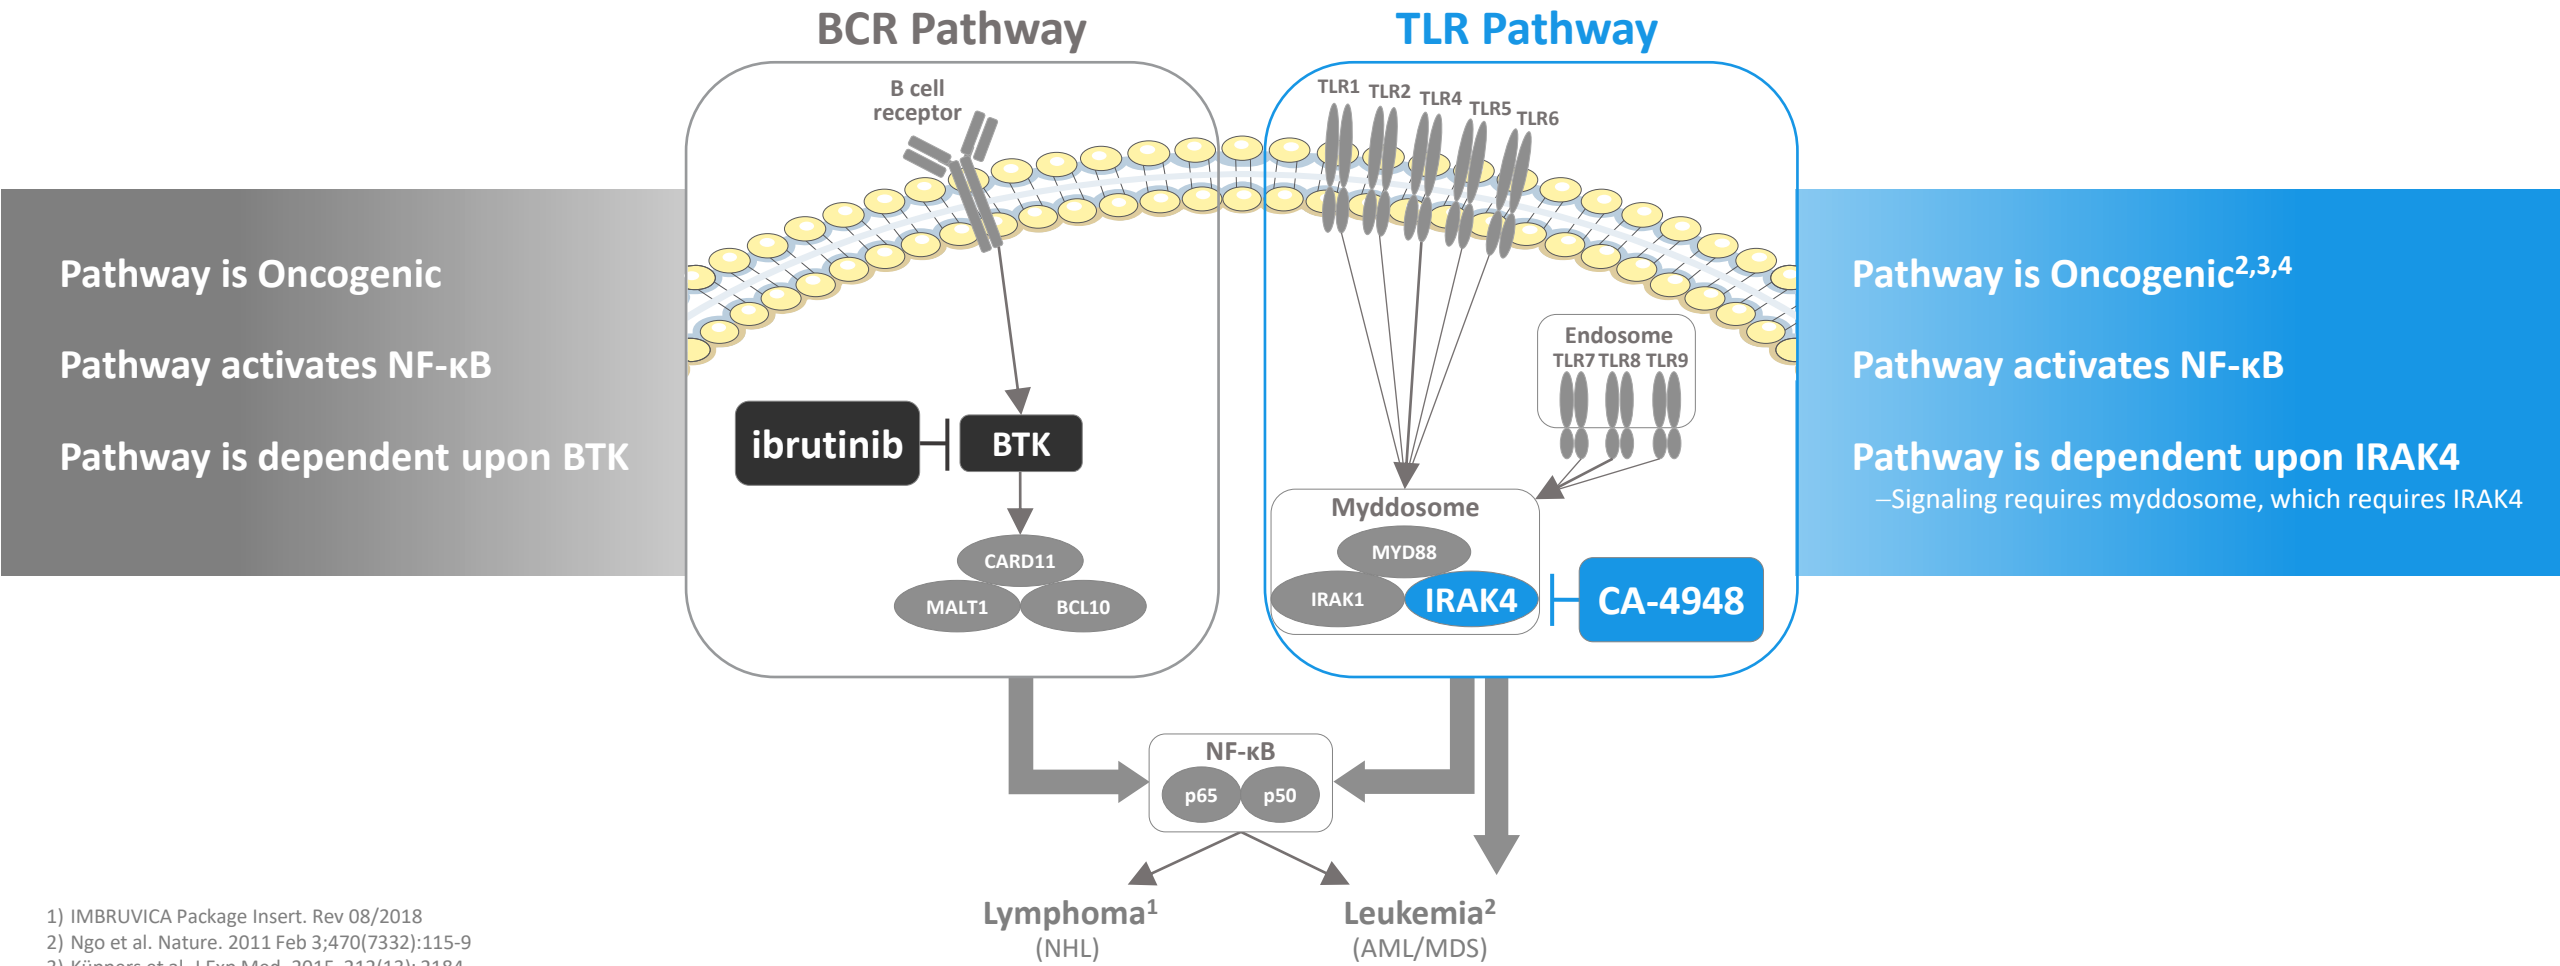 BCR Pathway
TLR Pathway
B cell
receptor
TLR1 TLR2 TLR4 TLR5 TLR6
Pathway is Oncogenic
Pathway activates NF-κB
Pathway is dependent upon BTK
ibrutinib
BTK
CARD11
MALT1
BCL10
Endosome
TLR7 TLR8 TLR9
Myddosome
MYD88
IRAK1
IRAK4
CA-4948
Pathway is Oncogenic2,3,4
Pathway activates NF-κB
Pathway is dependent upon IRAK4
–Signaling requires myddosome, which requires IRAK4
NF-κB
p65
p50
Lymphoma1
(NHL)
Leukemia2
(AML/MDS)
1) IMBRUVICA Package Insert. Rev 08/2018
2) Ngo et al. Nature. 2011 Feb 3;470(7332):115-9